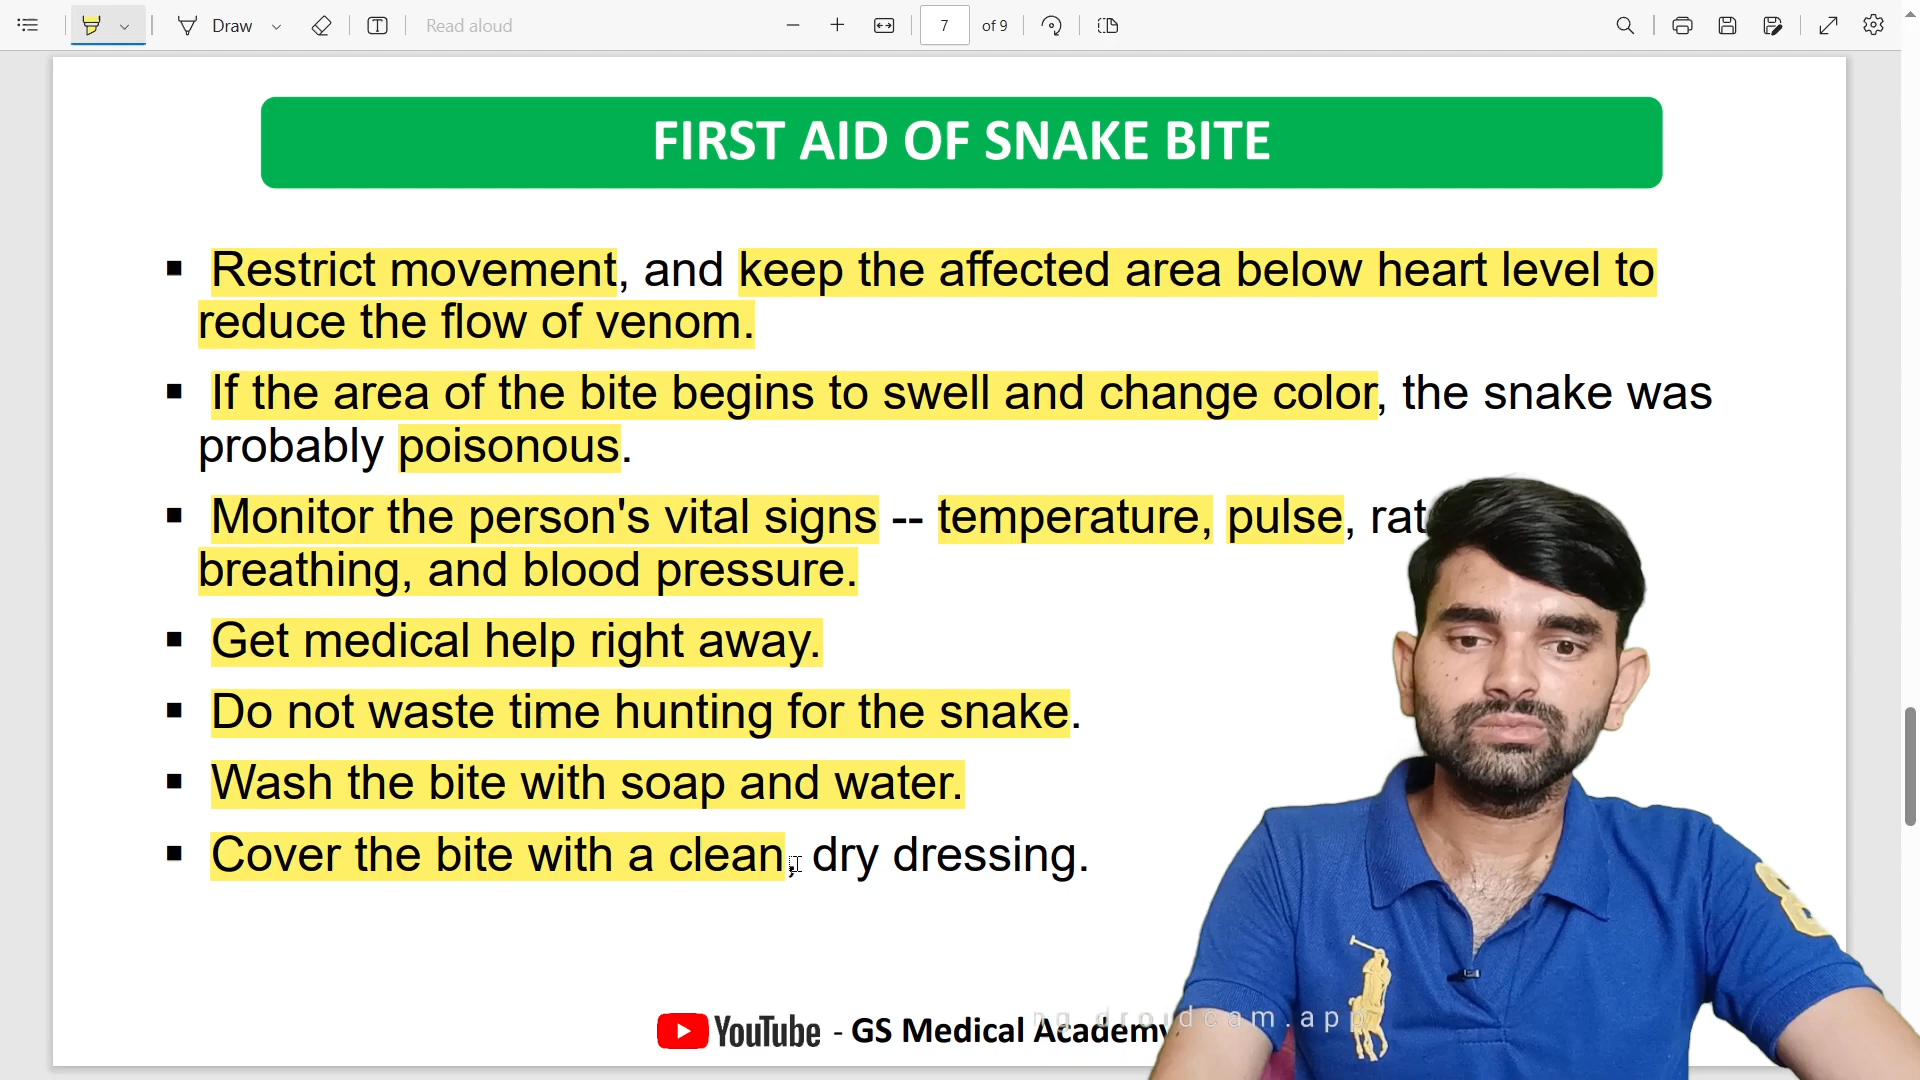 Draw
Read aloud
7 of 9
FIRST AID OF SNAKE BITE
▪ Restrict movement, and keep the affected area below heart level to
reduce the flow of venom.
▪ If the area of the bite begins to swell and change color, the snake was
probably poisonous.
▪ Monitor the person's vital signs -- temperature, pulse,
breathing, and blood pressure.
▪ Get medical help right away.
▪ Do not waste time hunting for the snake.
▪ Wash the bite with soap and water.
▪ Cover the bite with a clean, dry dressing.
YouTube - GS Medical Academy
droidcam.app